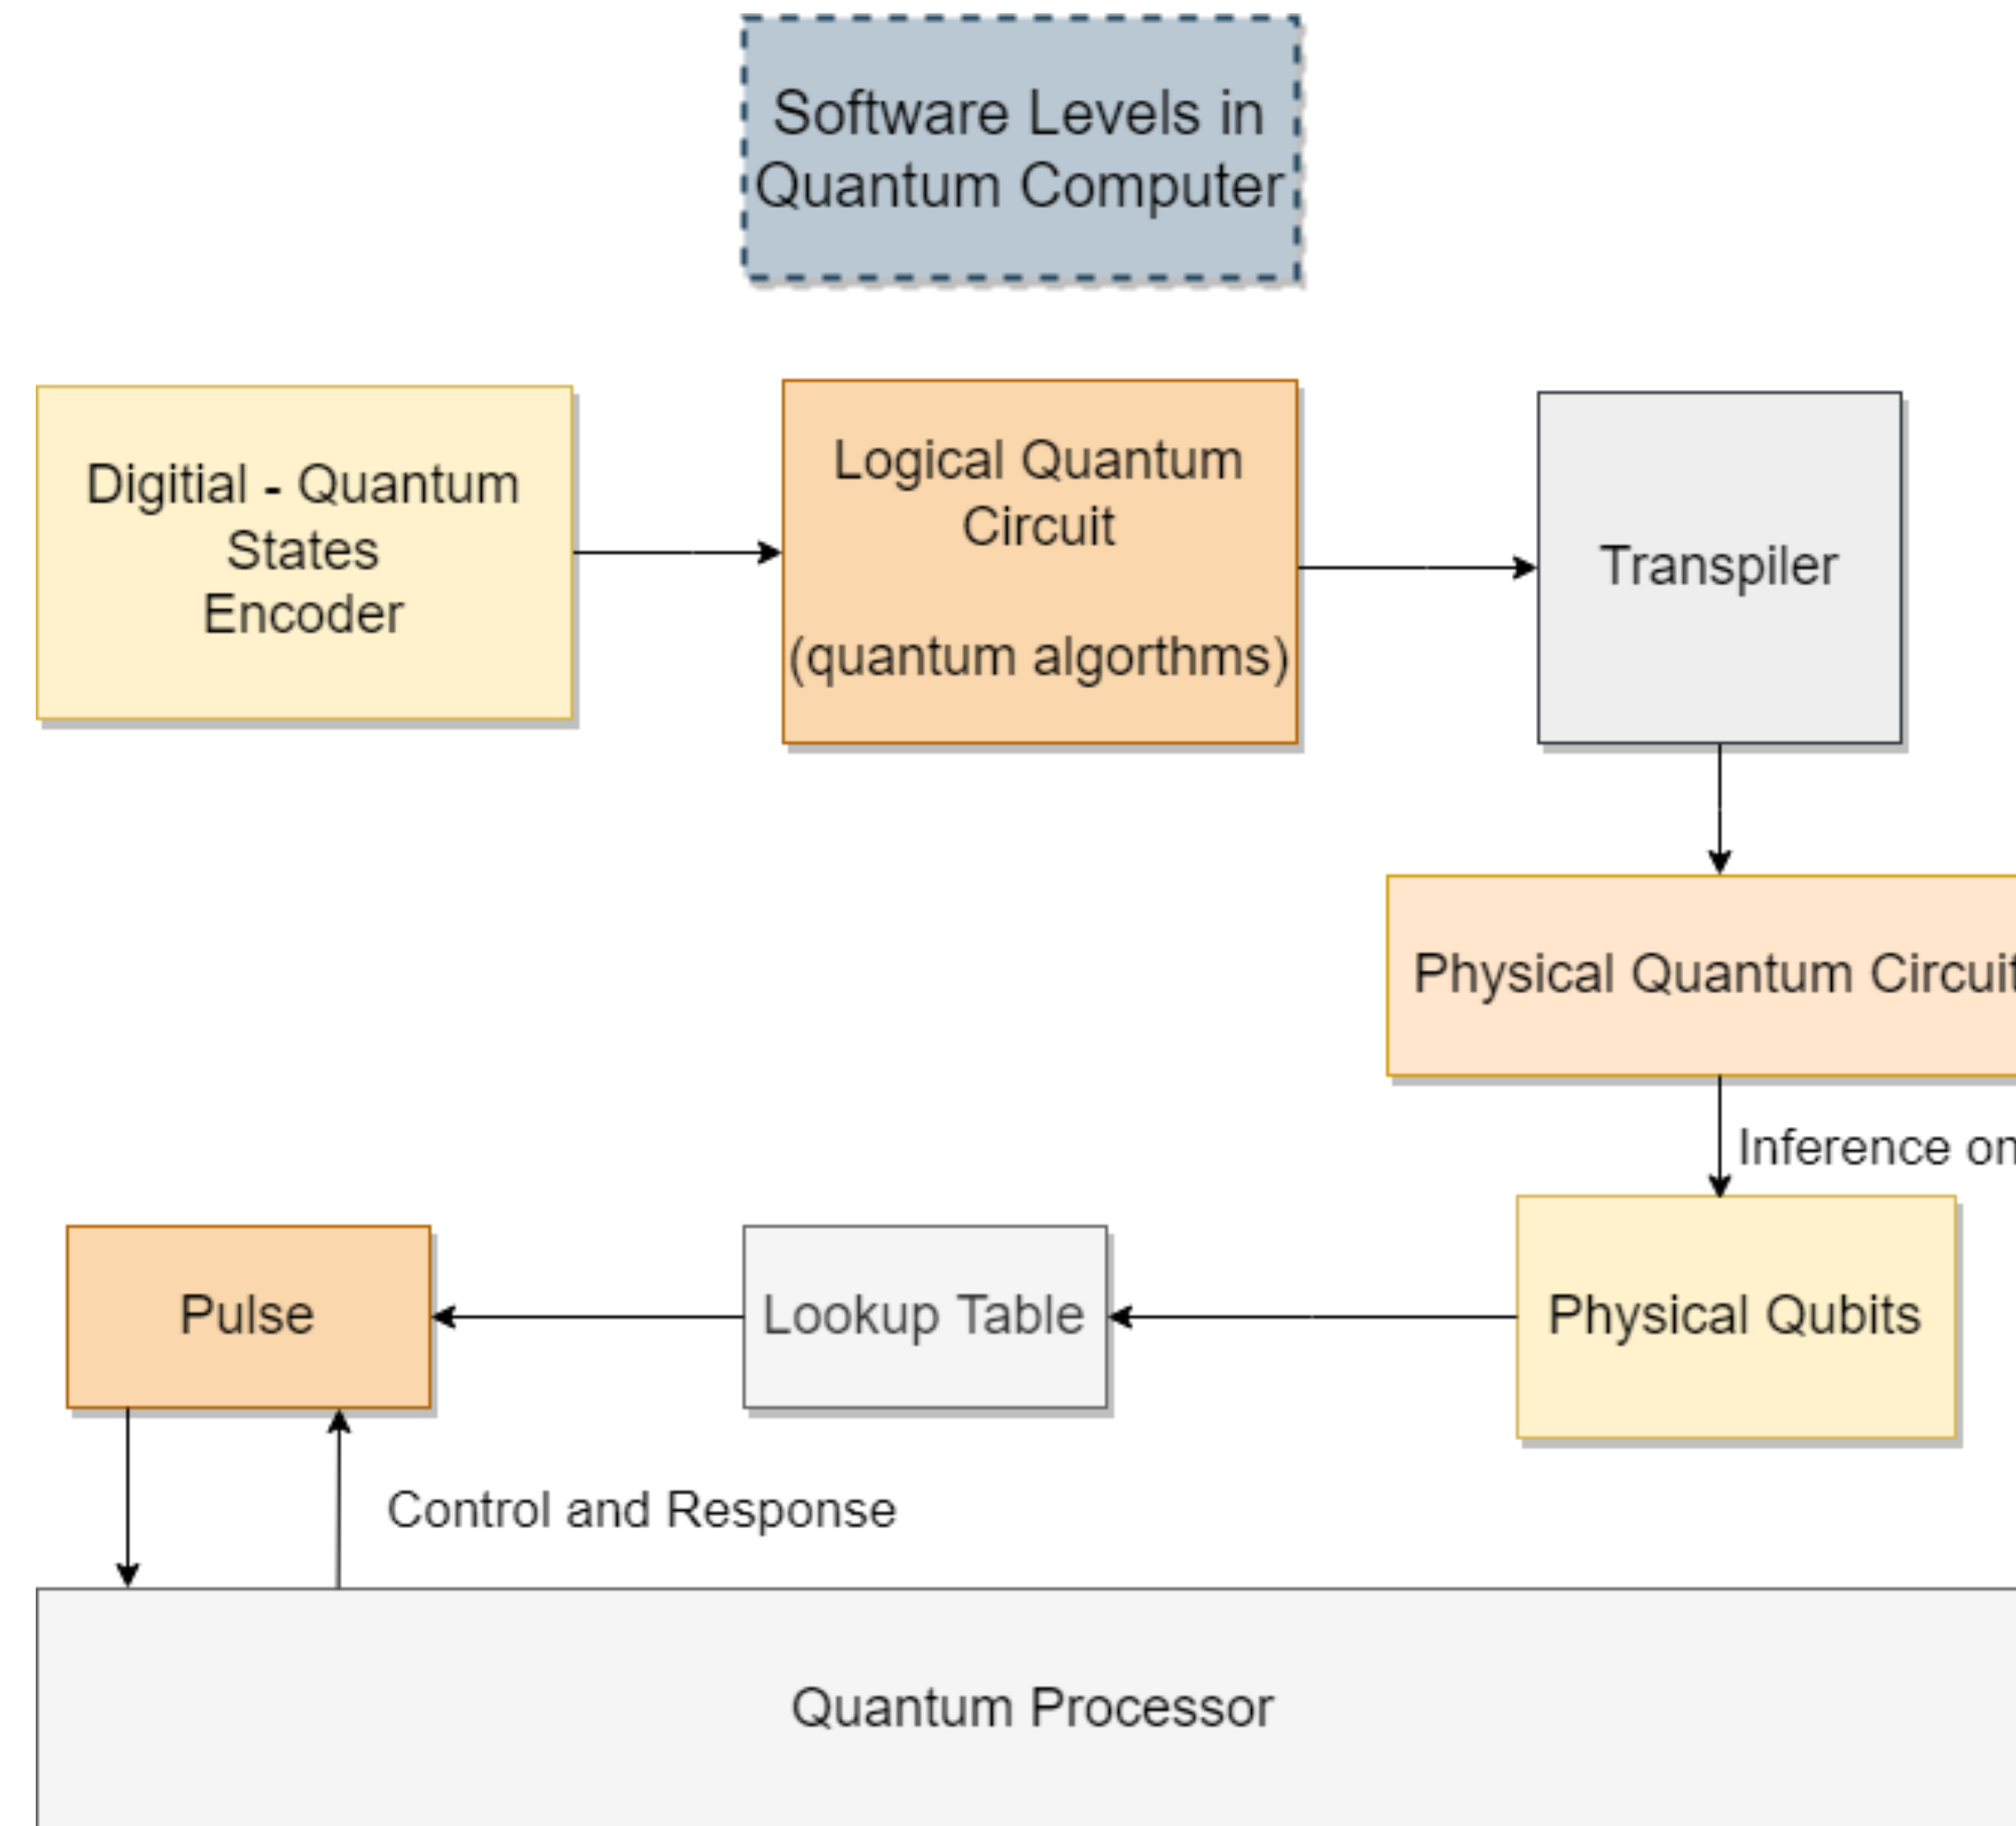 Software Levels in
Quantum Computer
Digitial - Quantum
States
Encoder
Logical Quantum
Circuit
(quantum algorthms)
Transpiler
Physical Quantum Circuit
Inference on
Pulse
Lookup Table
Physical Qubits
Control and Response
Quantum Processor